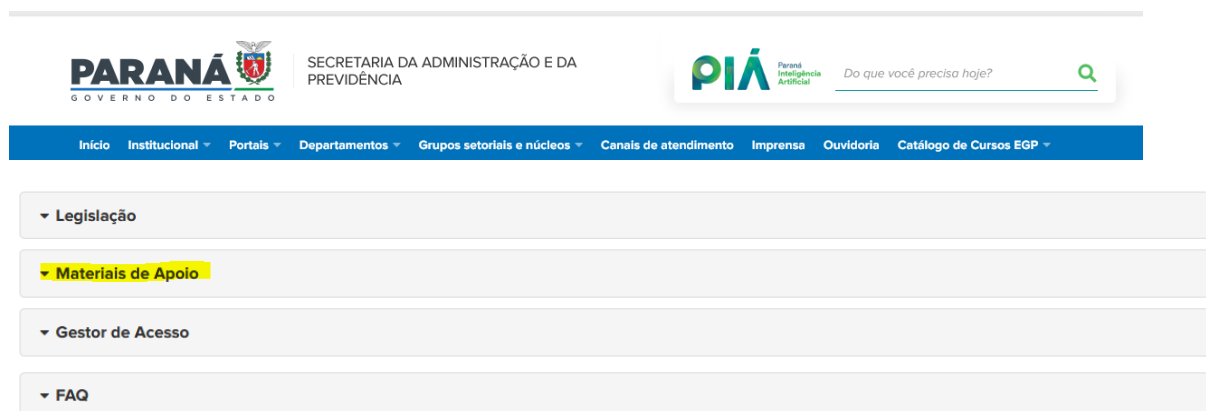 PARANÁ
GOVERNO DO ESTADO
SECRETARIA DA ADMINISTRAÇÃO E DA
PREVIDÊNCIA
PIÁ
Paraná
Inteligência
Artificial
Do que você precisa hoje?
Início Institucional Portais Departamentos Grupos setoriais e núcleos Canais de atendimento Imprensa Ouvidoria Catálogo de Cursos EGP
Legislação
Materiais de Apoio
Gestor de Acesso
FAQ